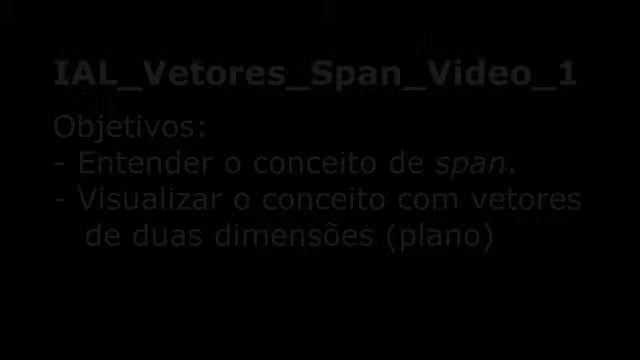 IAL_Vetores_Span_Video_1
Objetivos:
- Entender o conceito de span.
- Visualizar o conceito com vetores
de duas dimensões (plano)